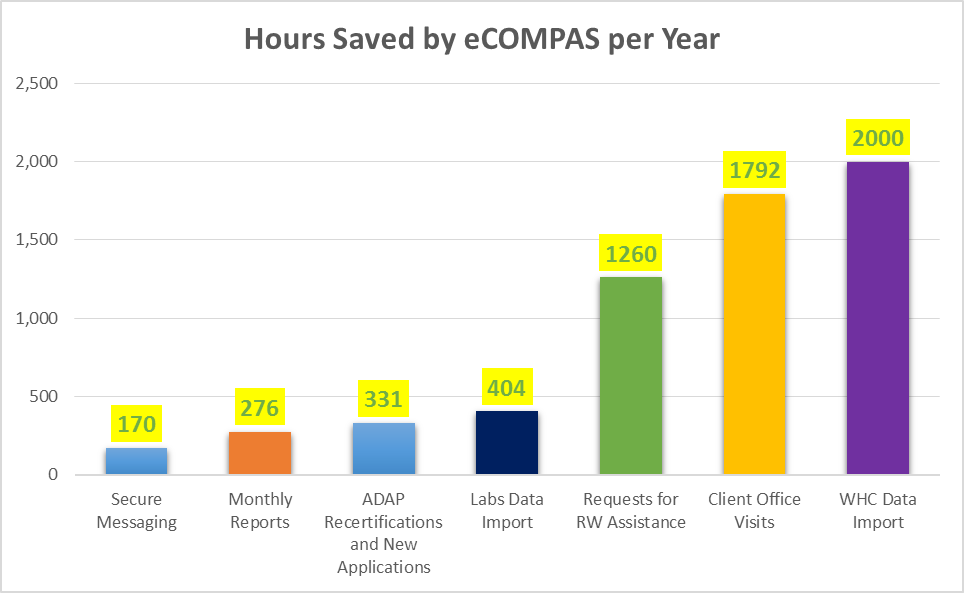 Hours Saved by eCOMPAS per Year
2,500
2,000
1,500
1,000
500
0
170
276
331
404
1260
1792
2000
Secure
Messaging
Monthly
Reports
ADAP
Recertifications
and New
Applications
Labs Data
Import
Requests for
RW Assistance
Client Office
Visits
WHC Data
Import